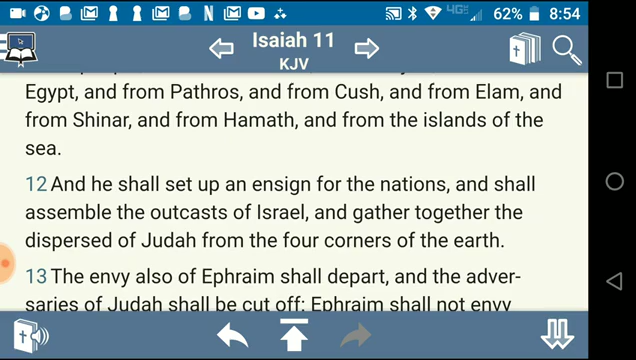 62% 8:54
Isaiah 11
KJV
Egypt, and from Pathros, and from Cush, and from Elam, and
from Shinar, and from Hamath, and from the islands of the
sea.
12 And he shall set up an ensign for the nations, and shall
assemble the outcasts of Israel, and gather together the
dispersed of Judah from the four corners of the earth.
13 The envy also of Ephraim shall depart, and the adver-
saries of Judah shall be cut off: Ephraim shall not envy